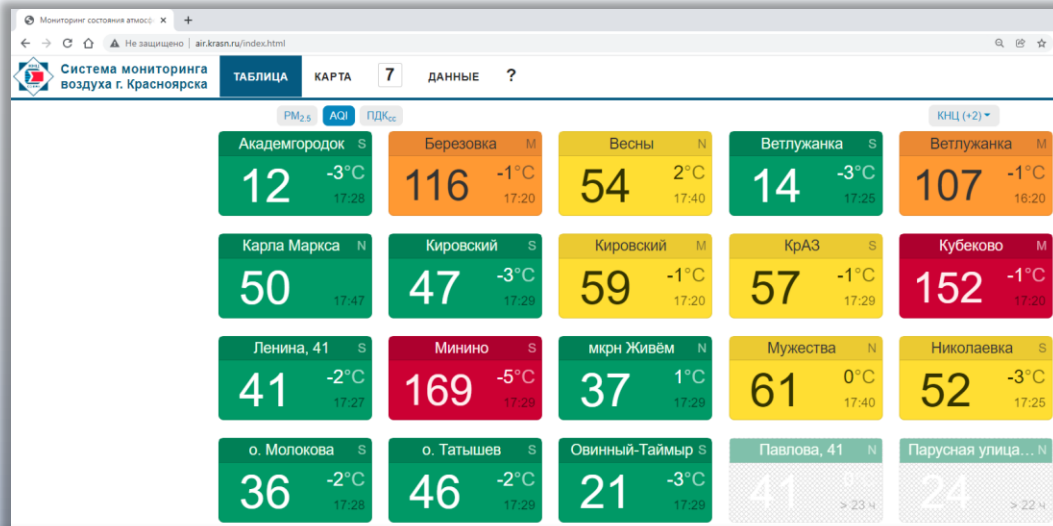 Мониторинг состояния атмосф
Не защищено | air.krasn.ru/index.html
Система мониторинга
воздуха г. Красноярска
ТАБЛИЦА КАРТА 7 ДАННЫЕ ?
PM2.5 AQI ПДКсс КНЦ (+2)
Академгородок S
12 -3°C
17:28
Березовка M
116 -1°C
17:20
Весны N
54 2°C
17:40
Ветлужанка S
14 -3°C
17:25
Ветлужанка M
107 -1°C
16:20
Карла Маркса N
50
17:47
Кировский S
47 -3°C
17:29
Кировский M
59 -1°C
17:20
КрАЗ S
57 -1°C
17:29
Кубеково M
152 -1°C
17:20
Ленина, 41 S
41 -2°C
17:27
Минино S
169 -5°C
17:29
мкрн Живём N
37 1°C
17:29
Мужества N
61 0°C
17:40
Николаевка S
52 -3°C
17:25
о. Молокова S
36 -2°C
17:28
о. Татышев S
46 -2°C
17:29
Овинный-Таймыр S
21 -3°C
17:29
Павлова, 41 N
41 0
> 23 ч
Парусная улица... N
24
> 22 ч